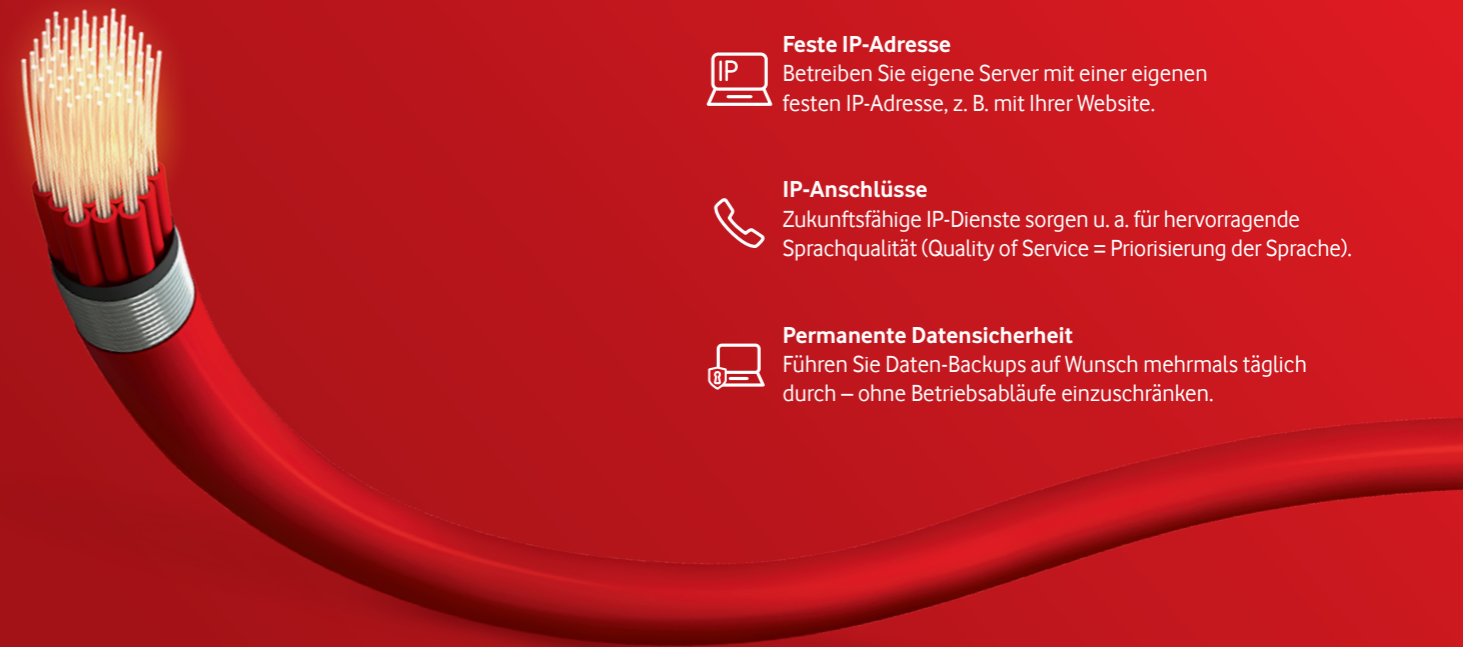 IP
Feste IP-Adresse
Betreiben Sie eigene Server mit einer eigenen
festen IP-Adresse, z. B. mit Ihrer Website.
IP-Anschlüsse
Zukunftsfähige IP-Dienste sorgen u. a. für hervorragende
Sprachqualität (Quality of Service = Priorisierung der Sprache).
Permanente Datensicherheit
Führen Sie Daten-Backups auf Wunsch mehrmals täglich
durch – ohne Betriebsabläufe einzuschränken.